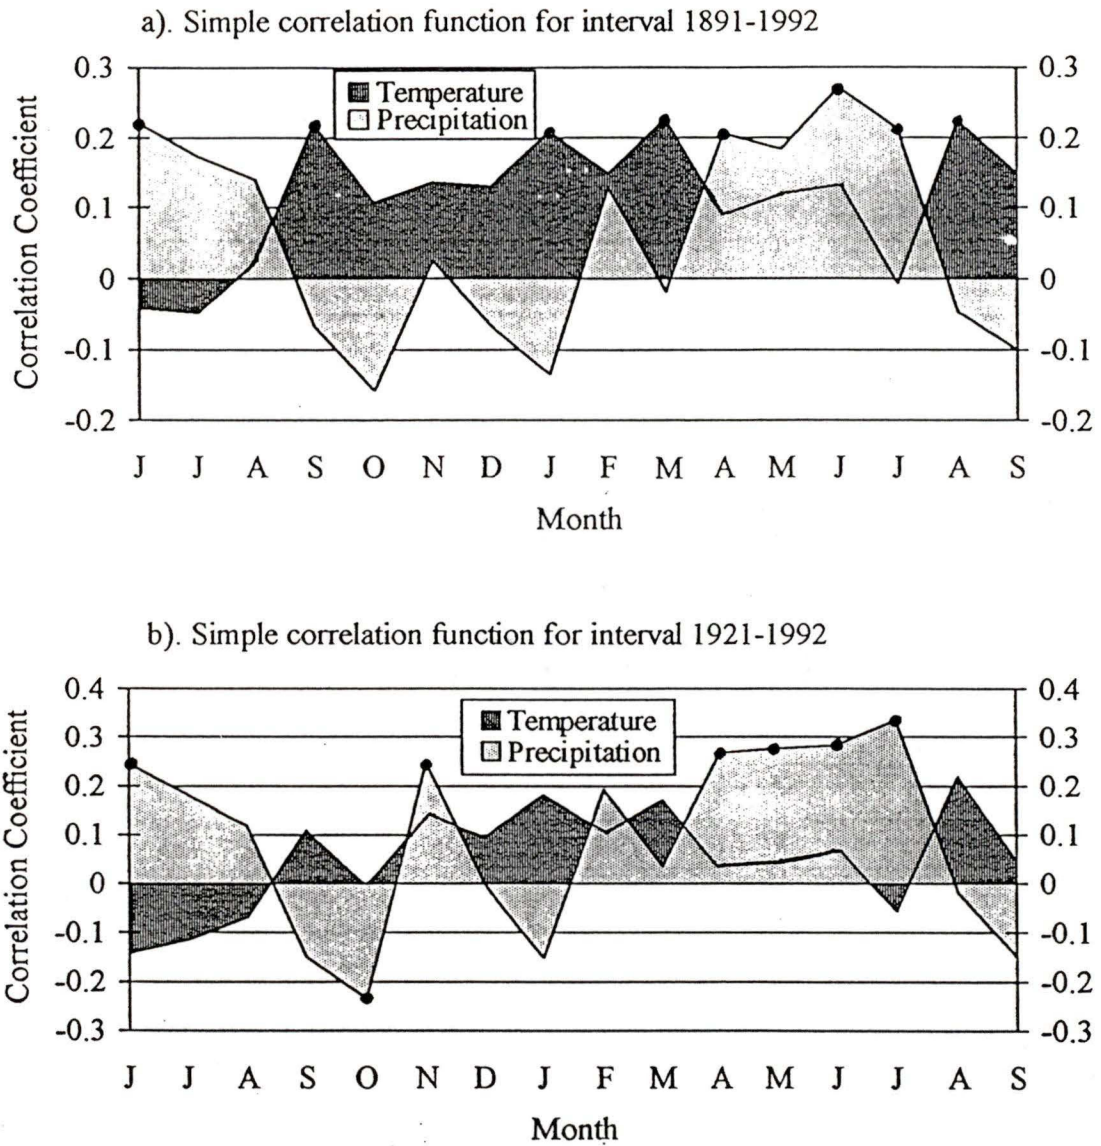 a). Simple correlation function for interval 1891-1992
Correlation Coefficient
0.3
0.2
0.1
0
-0.1
-0.2
Temperature
Precipitation
0.3
0.2
0.1
0
-0.1
-0.2
J J A S O N D J F M A M J J A S
Month
b). Simple correlation function for interval 1921-1992
Correlation Coefficient
0.4
0.3
0.2
0.1
0
-0.1
-0.2
-0.3
Temperature
Precipitation
0.4
0.3
0.2
0.1
0
-0.1
-0.2
-0.3
J J A S O N D J F M A M J J A S
Month